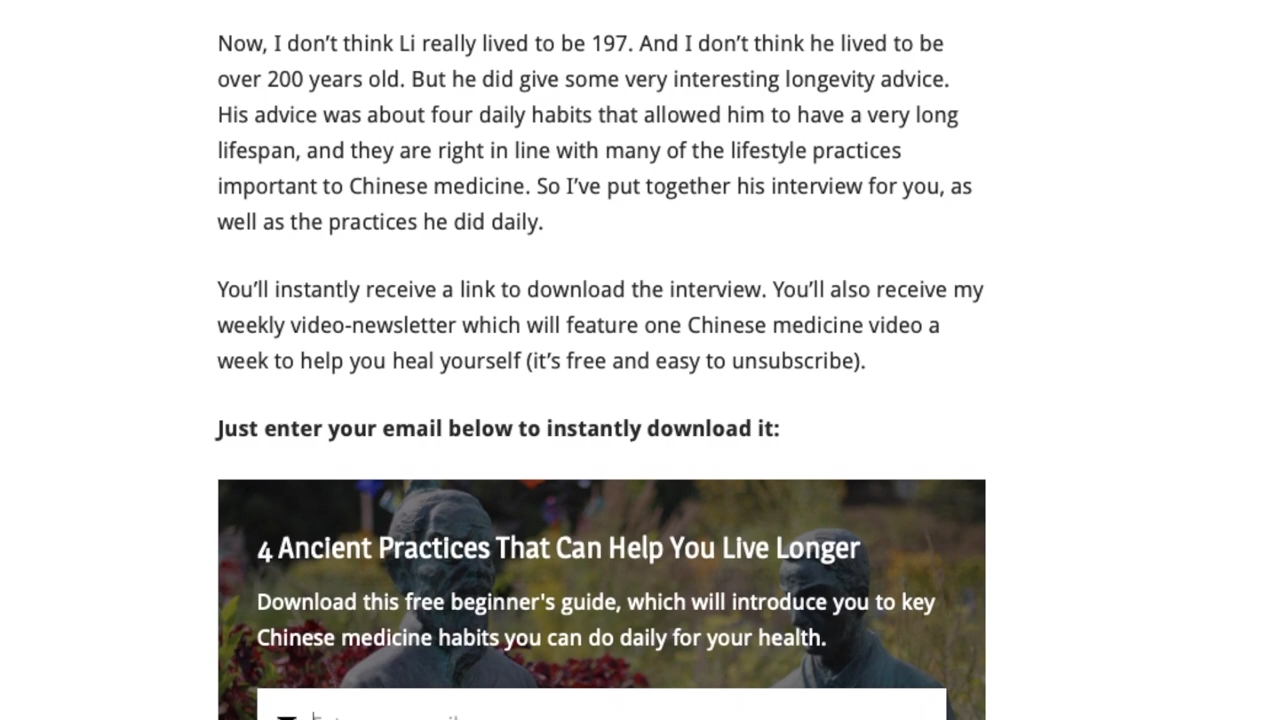 Now, I don’t think Li really lived to be 197. And I don’t think he lived to be
over 200 years old. But he did give some very interesting longevity advice.
His advice was about four daily habits that allowed him to have a very long
lifespan, and they are right in line with many of the lifestyle practices
important to Chinese medicine. So I’ve put together his interview for you, as
well as the practices he did daily.
You’ll instantly receive a link to download the interview. You’ll also receive my
weekly video-newsletter which will feature one Chinese medicine video a
week to help you heal yourself (it’s free and easy to unsubscribe).
Just enter your email below to instantly download it:
4 Ancient Practices That Can Help You Live Longer
Download this free beginner's guide, which will introduce you to key
Chinese medicine habits you can do daily for your health.